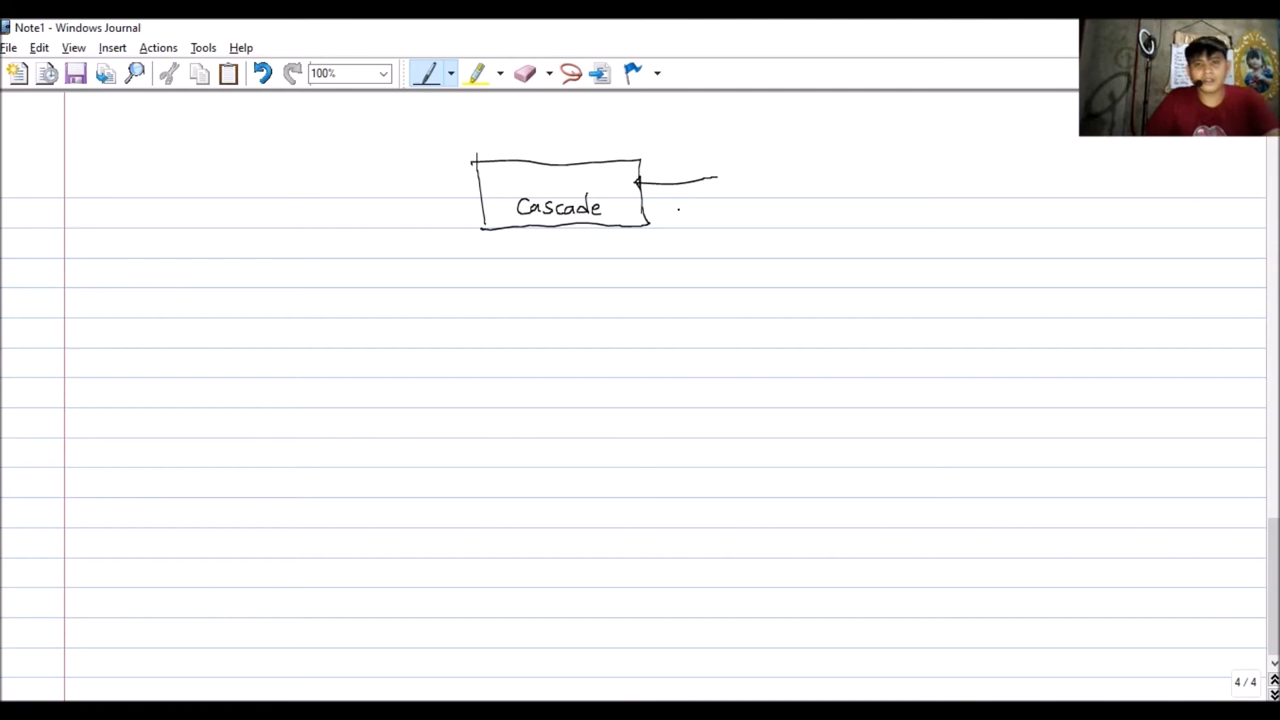 Note1 - Windows Journal
File Edit View Insert Actions Tools Help
100%
Cascade
4 / 4